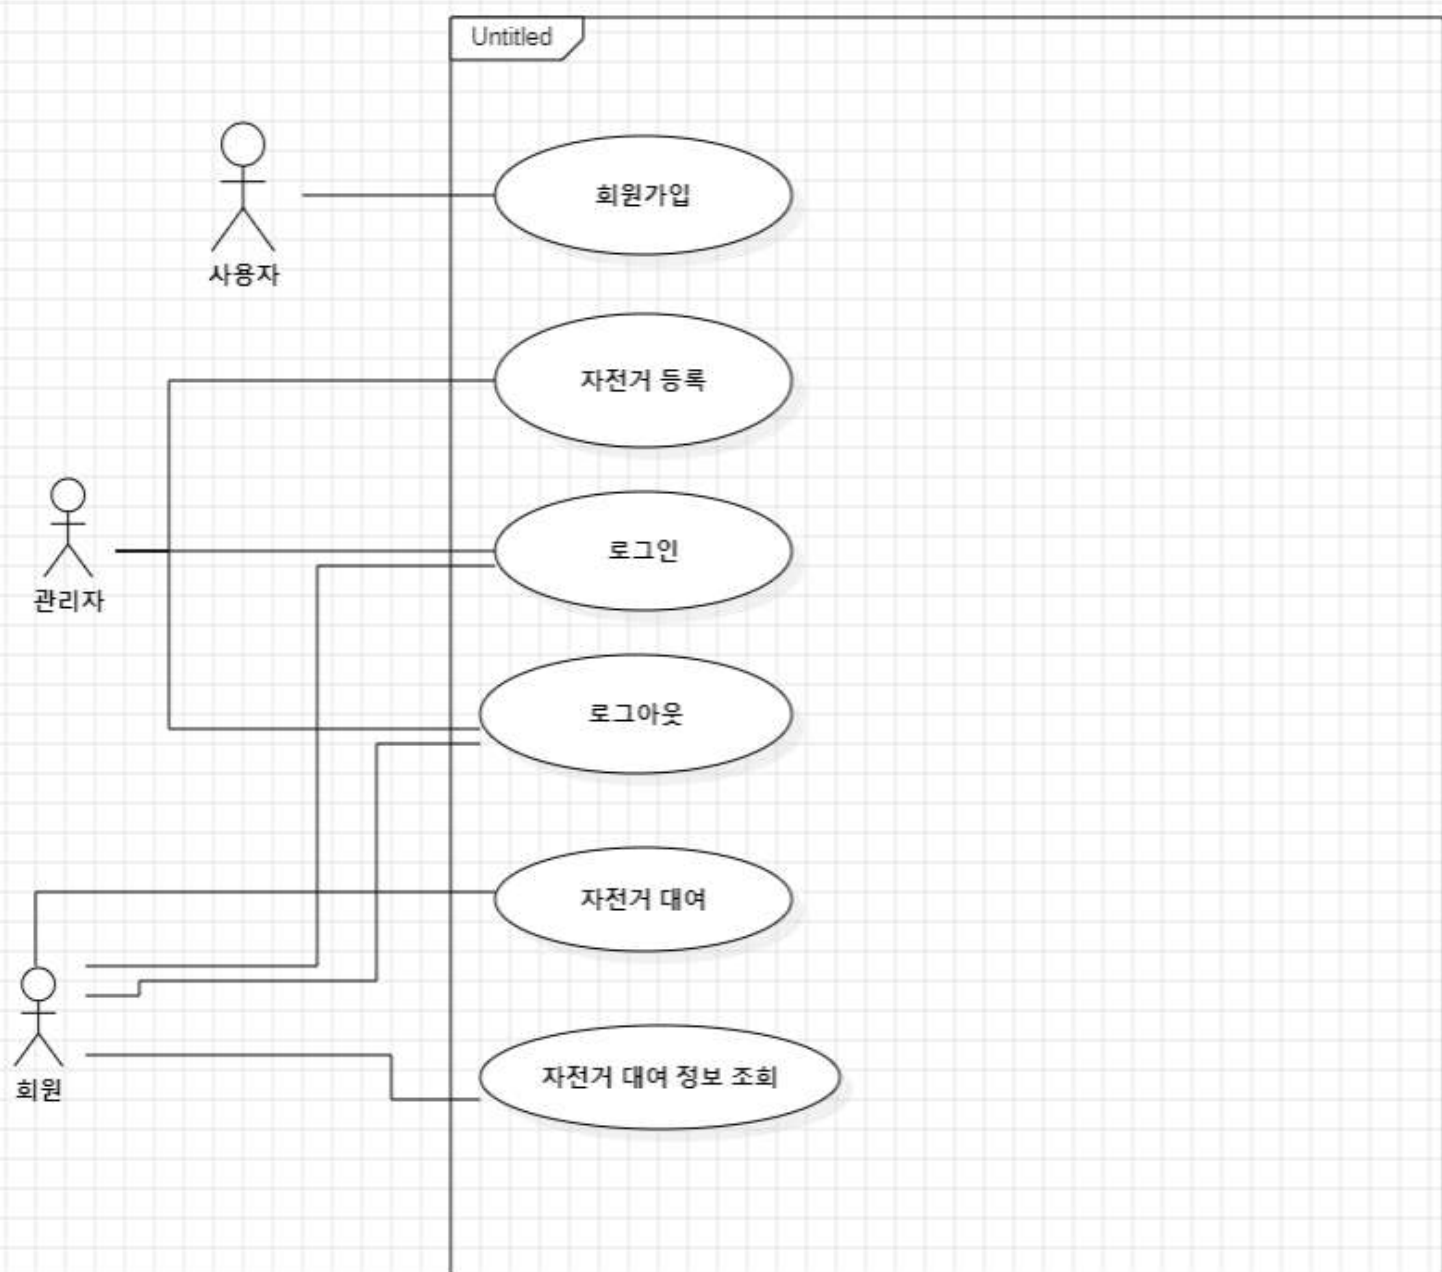 Untitled
회원가입
사용자
자전거 등록
로그인
관리자
로그아웃
자전거 대여
회원
자전거 대여 정보 조회